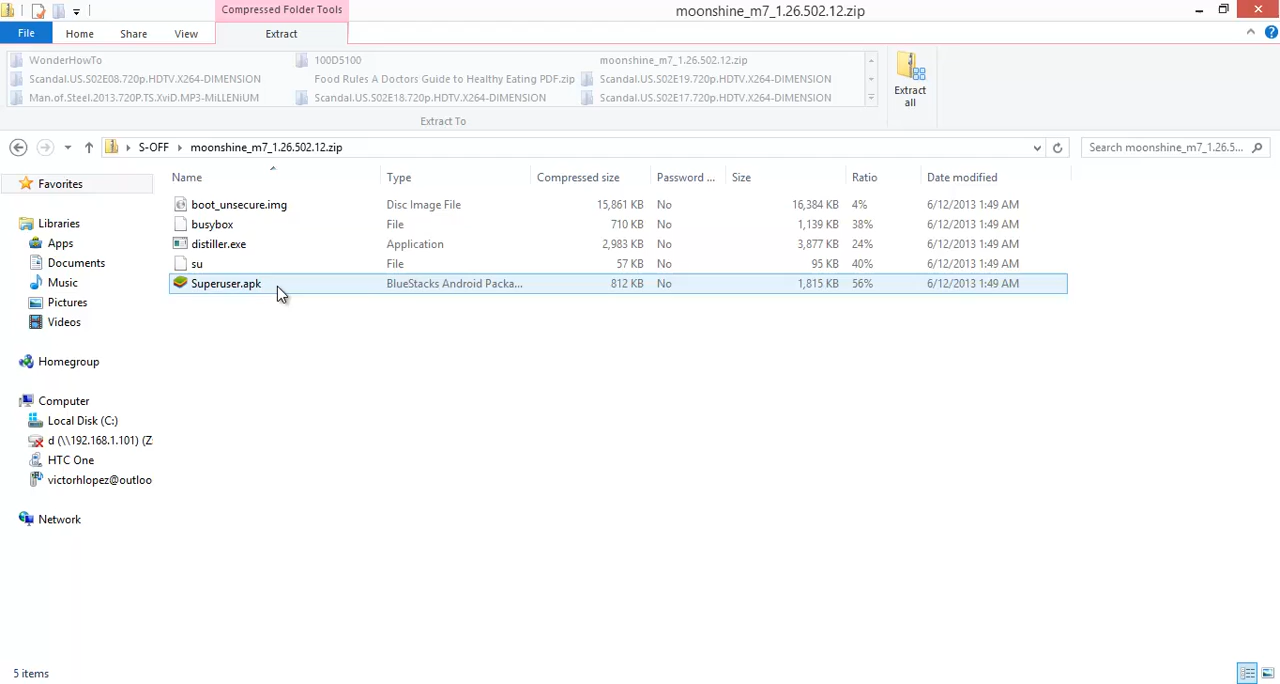 Compressed Folder Tools
moonshine_m7_1.26.502.12.zip
File Home Share View Extract
WonderHowTo 100D5100 moonshine_m7_1.26.502.12.zip
Scandal.US.S02E08.720p.HDTV.X264-DIMENSION Food Rules A Doctors Guide to Healthy Eating PDF.zip Scandal.US.S02E19.720p.HDTV.X264-DIMENSION
Man.of.Steel.2013.720P.TS.XviD.MP3-MiLLENiUM Scandal.US.S02E18.720p.HDTV.X264-DIMENSION Scandal.US.S02E17.720p.HDTV.X264-DIMENSION
Extract all
Extract To
S-OFF moonshine_m7_1.26.502.12.zip Search moonshine_m7_1.26.5...
Name Type Compressed size Password ... Size Ratio Date modified
boot_unsecure.img Disc Image File 15,861 KB No 16,384 KB 4% 6/12/2013 1:49 AM
busybox File 710 KB No 1,139 KB 38% 6/12/2013 1:49 AM
distiller.exe Application 2,983 KB No 3,877 KB 24% 6/12/2013 1:49 AM
su File 57 KB No 95 KB 40% 6/12/2013 1:49 AM
Superuser.apk BlueStacks Android Packa... 812 KB No 1,815 KB 56% 6/12/2013 1:49 AM
Favorites
Libraries
Apps
Documents
Music
Pictures
Videos
Homegroup
Computer
Local Disk (C:)
d (\\192.168.1.101) (Z
HTC One
victorhlopez@outloo
Network
5 items